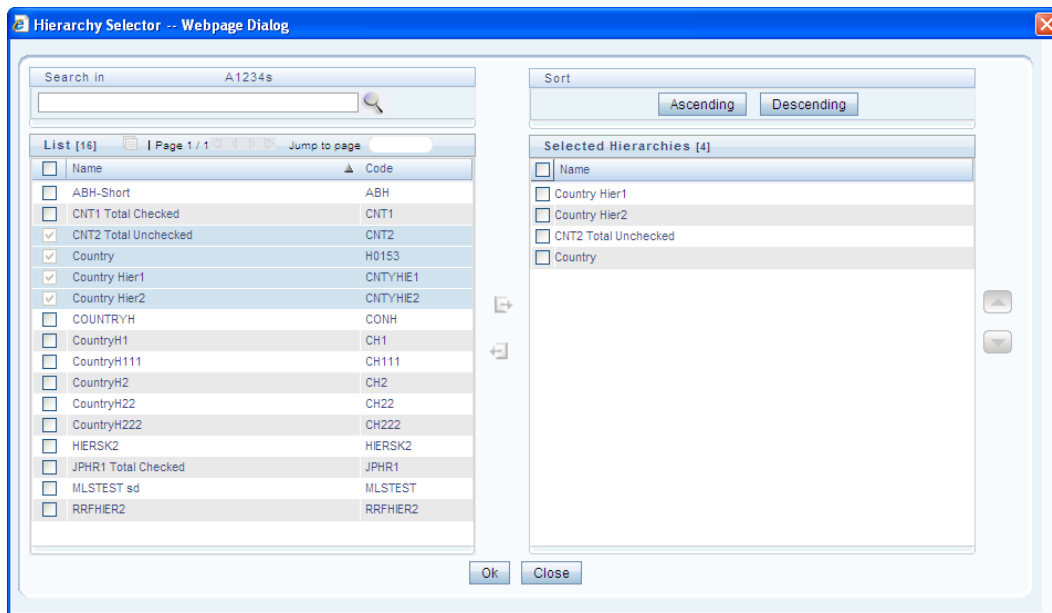 Hierarchy Selector -- Webpage Dialog
Search in A1234s
List [16] | Page 1 / 1 Jump to page
Name Code
ABH-Short ABH
CNT1 Total Checked CNT1
CNT2 Total Unchecked CNT2
Country H0153
Country Hier1 CNTYHIE1
Country Hier2 CNTYHIE2
COUNTRYH CONH
CountryH1 CH1
CountryH111 CH111
CountryH2 CH2
CountryH22 CH22
CountryH222 CH222
HIERSK2 HIERSK2
JPHR1 Total Checked JPHR1
MLSTEST sd MLSTEST
RRFHIER2 RRFHIER2
Sort
Ascending Descending
Selected Hierarchies [4]
Name
Country Hier1
Country Hier2
CNT2 Total Unchecked
Country
Ok Close